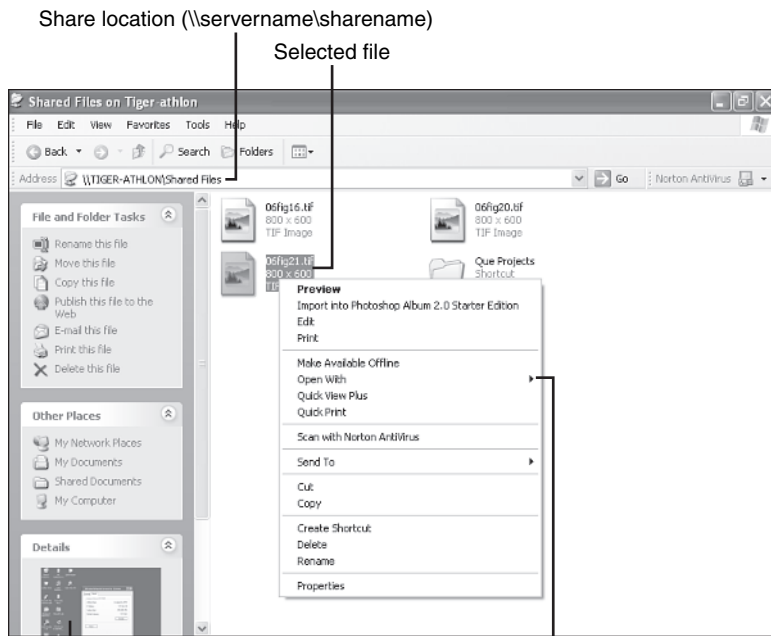 Share location (\\servername\sharename)
Selected file
Shared Files on Tiger-athlon
File Edit View Favorites Tools Help
Back Search Folders
Address \\TIGER-ATHLON\Shared Files Go Norton AntiVirus
File and Folder Tasks
Rename this file
Move this file
Copy this file
Publish this file to the
Web
E-mail this file
Print this file
Delete this file
Other Places
My Network Places
My Documents
Shared Documents
My Computer
Details
06fig16.tif
800 x 600
TIF Image
06fig20.tif
800 x 600
TIF Image
06fig21.tif
800 x 600
TIF
Que Projects
Shortcut
Preview
Import into Photoshop Album 2.0 Starter Edition
Edit
Print
Make Available Offline
Open With
Quick View Plus
Quick Print
Scan with Norton AntiVirus
Send To
Cut
Copy
Create Shortcut
Delete
Rename
Properties